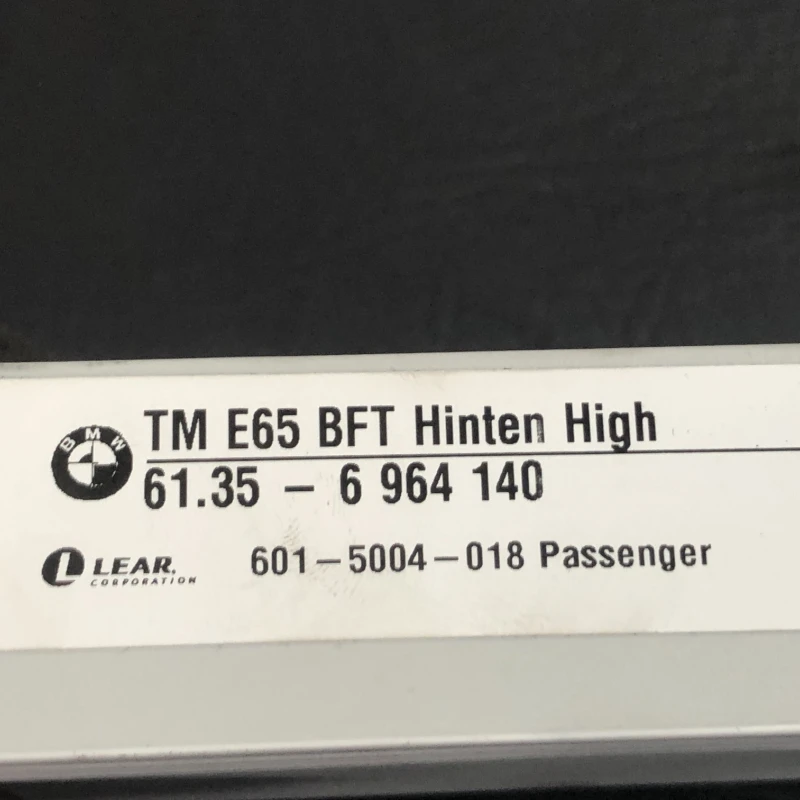 BMW
TM E65 BFT Hinten High
61.35 – 6 964 140
L LEAR. 601–5004–018 Passenger
CORPORATION